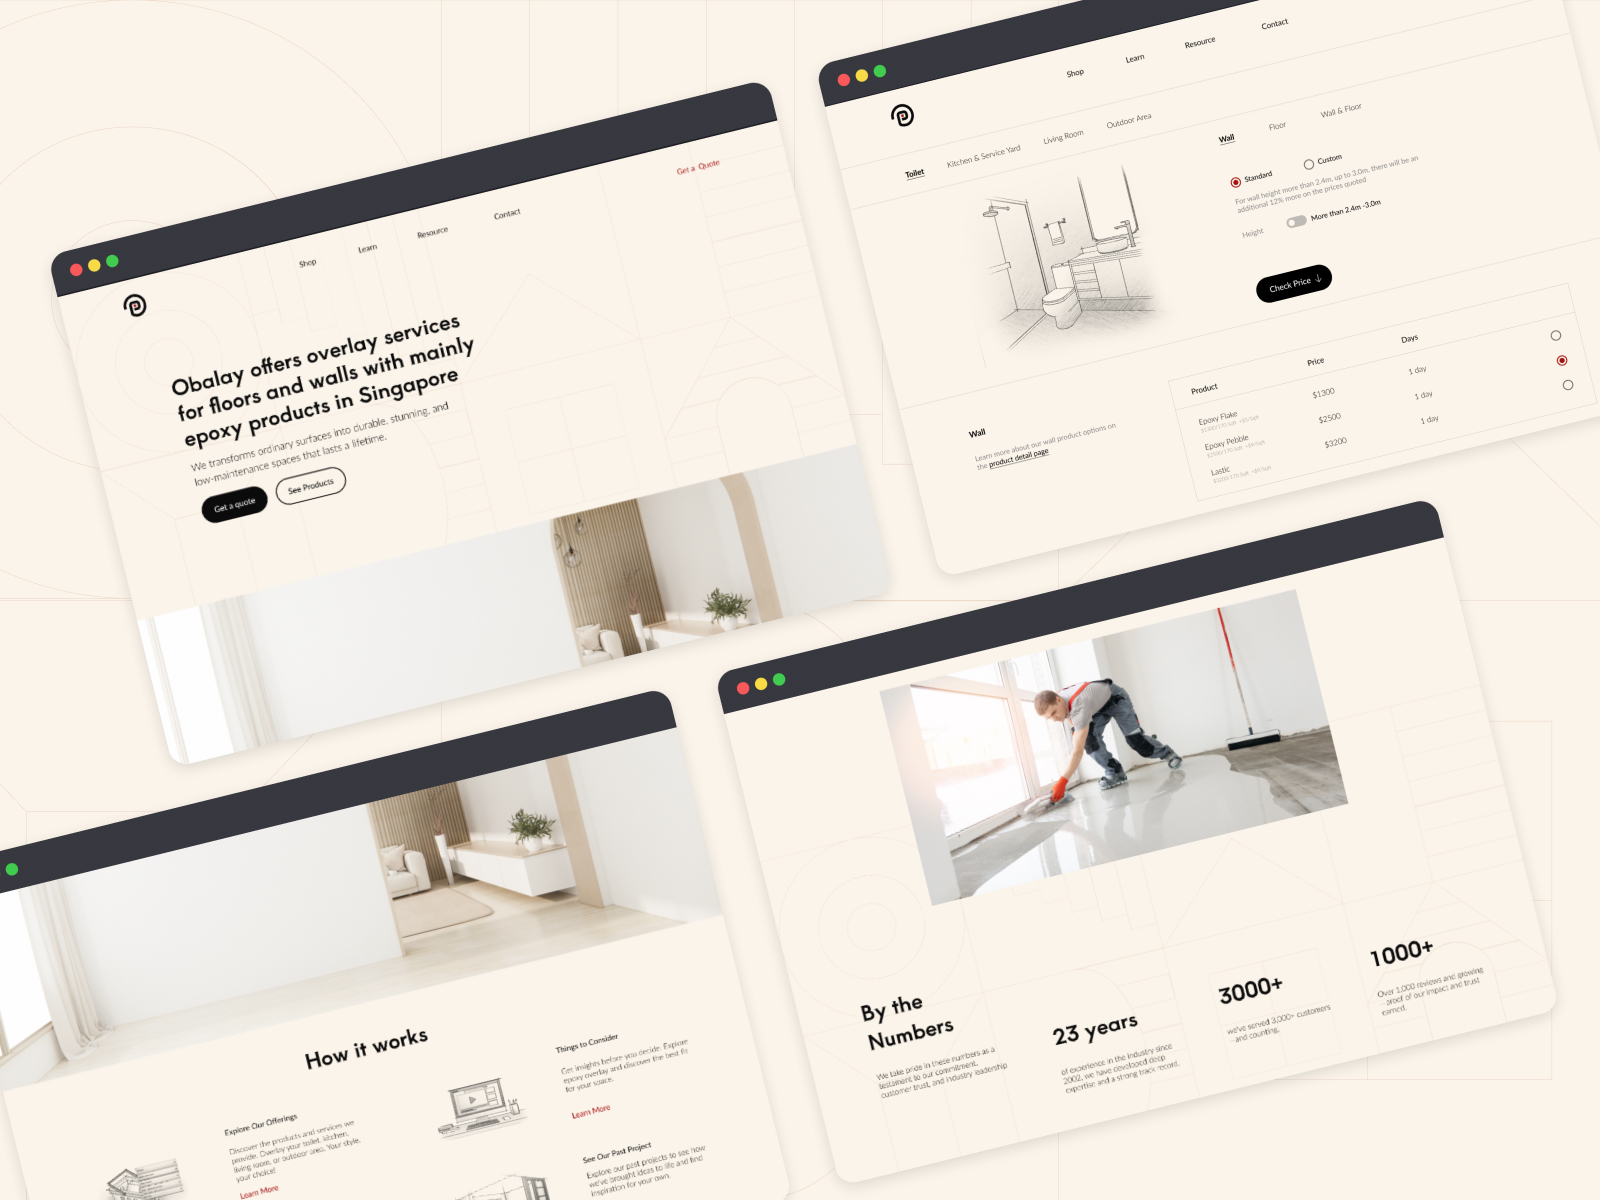 Get a Quote
Shop
Learn
Resource
Contact
Obalay offers overlay services
for floors and walls with mainly
epoxy products in Singapore
We transforms ordinary surfaces into durable, stunning, and
low-maintenance spaces that lasts a lifetime.
Get a quote
See Products
Shop
Learn
Resource
Contact
Toilet
Kitchen & Service Yard
Living Room
Outdoor Area
Wall
Floor
Wall & Floor
Standard
Custom
For wall height more than 2.4m, up to 3.0m, there will be an
additional 12% more on the prices quoted
Height
More than 2.4m -3.0m
Check Price ↓
Wall
Learn more about our wall product options on
the product detail page
Product
Price
Days
Epoxy Flake
$1300
1 day
Epoxy Pebble
$2500
1 day
Lastic
$3200
1 day
How it works
Explore Our Offerings
Discover the products and services we
provide. Overlay your toilet, kitchen,
living room, or outdoor area. Your style,
your choice!
Learn More
Things to Consider
Get insights before you decide. Explore
epoxy overlay and discover the best fit
for your space.
Learn More
See Our Past Project
Explore our past projects to see how
we've brought ideas to life and find
inspiration for your own.
By the
Numbers
We take pride in these numbers as a
testament to our commitment,
customer trust, and industry leadership
23 years
of experience in the industry since
2002, we have developed deep
expertise and a strong track record.
3000+
we've served 3,000+ customers
—and counting.
1000+
Over 1,000 reviews and growing
—proof of our impact and trust
earned.